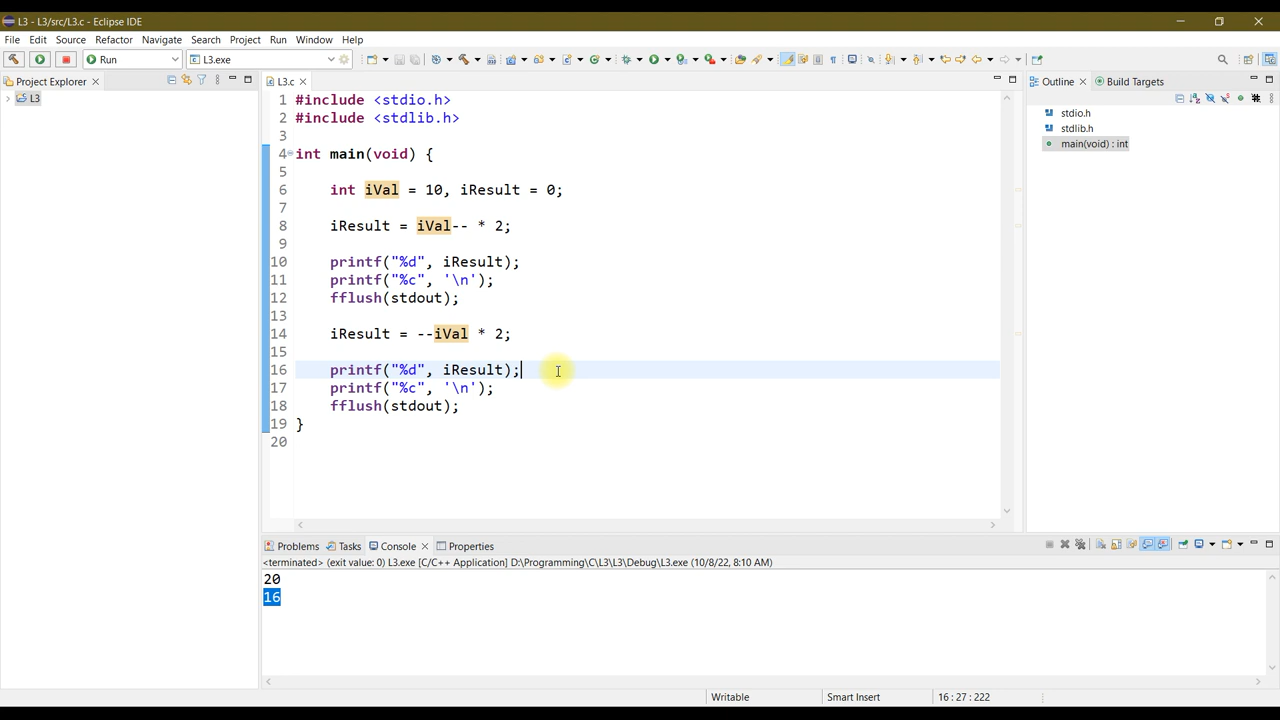 L3 - L3/src/L3.c - Eclipse IDE
File Edit Source Refactor Navigate Search Project Run Window Help
Run L3.exe
Project Explorer L3.c Outline Build Targets
L3
1 #include <stdio.h>
2 #include <stdlib.h>
3
4 int main(void) {
5
6 int iVal = 10, iResult = 0;
7
8 iResult = iVal-- * 2;
9
10 printf("%d", iResult);
11 printf("%c", '\n');
12 fflush(stdout);
13
14 iResult = --iVal * 2;
15
16 printf("%d", iResult);
17 printf("%c", '\n');
18 fflush(stdout);
19 }
20
stdio.h
stdlib.h
main(void) : int
Problems Tasks Console Properties
<terminated> (exit value: 0) L3.exe [C/C++ Application] D:\Programming\C\L3\L3\Debug\L3.exe (10/8/22, 8:10 AM)
20
16
Writable Smart Insert 16 : 27 : 222